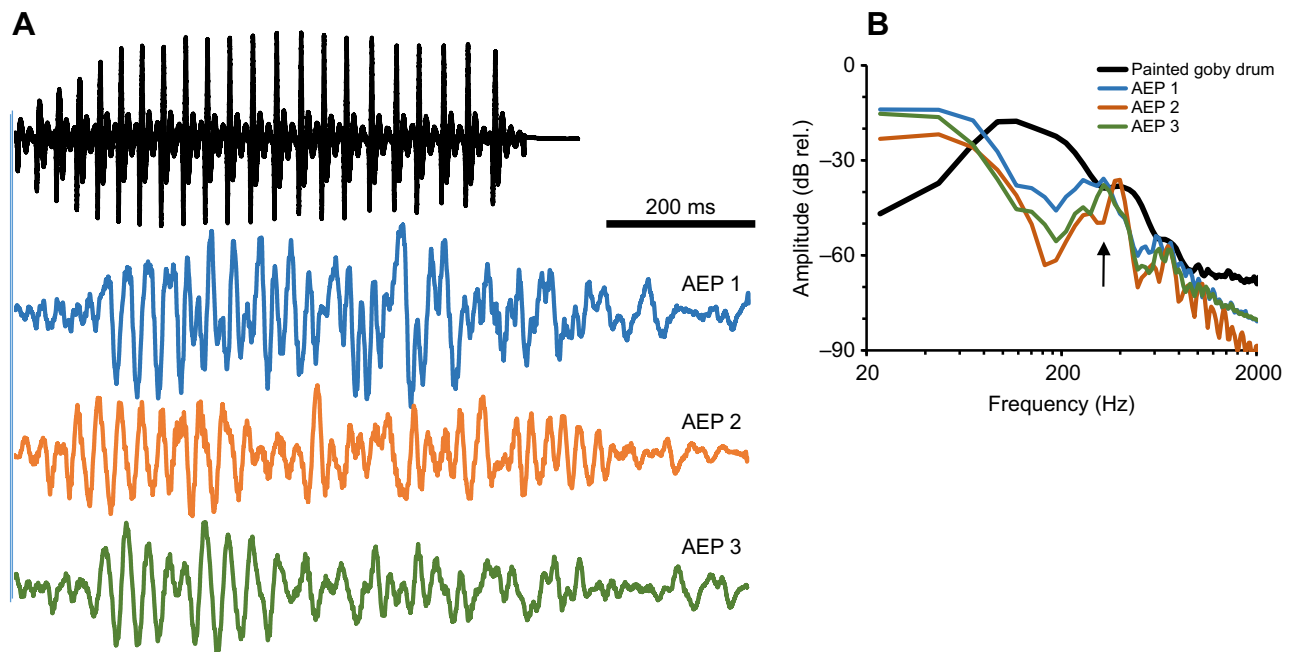 A
200 ms
AEP 1
AEP 2
AEP 3
B
Painted goby drum
AEP 1
AEP 2
AEP 3
Amplitude (dB rel.)
0
–30
–60
–90
20
200
2000
Frequency (Hz)